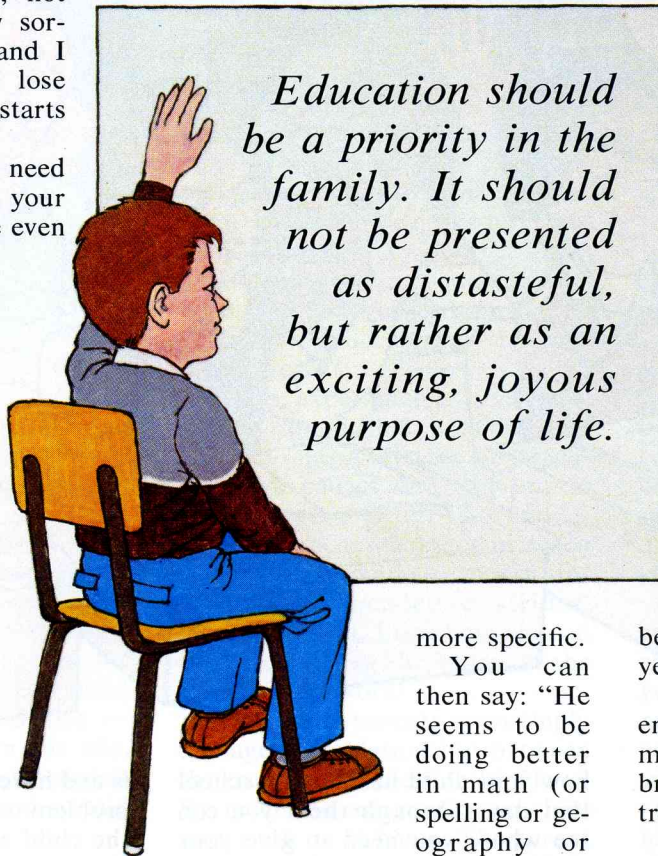 , not
y sor-
and I
lose
starts
need
your
even
Education should
be a priority in the
family. It should
not be presented
as distasteful,
but rather as an
exciting, joyous
purpose of life.
more specific.
You can
then say: “He
seems to be
doing better
in math (or
spelling or ge-
ography or
be
ye
en
m
br
tr